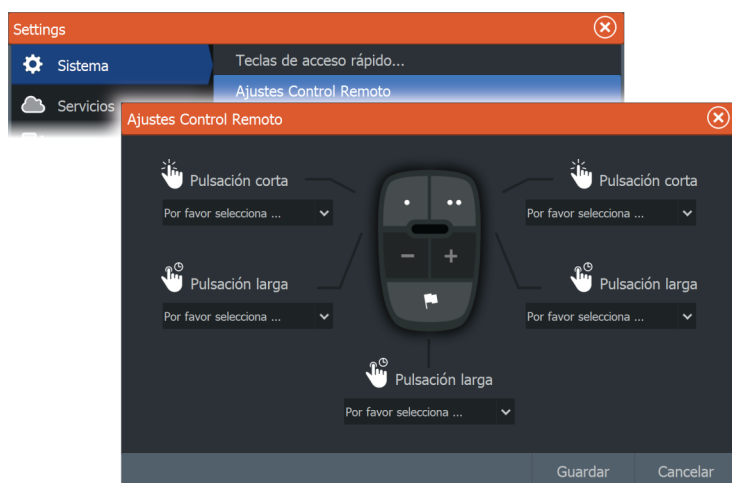 Settings
Sistema
Teclas de acceso rápido...
Servicios
Ajustes Control Remoto
Ajustes Control Remoto
Pulsación corta
Por favor selecciona ...
Pulsación corta
Por favor selecciona ...
Pulsación larga
Por favor selecciona ...
Pulsación larga
Por favor selecciona ...
Pulsación larga
Por favor selecciona ...
Guardar
Cancelar